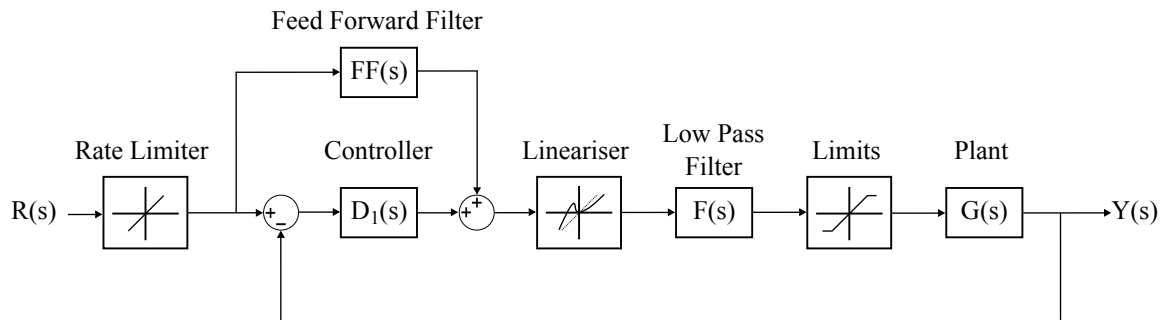 Feed Forward Filter
FF(s)
Rate Limiter
Controller
Lineariser
Low Pass
Filter
Limits
Plant
R(s)
+
−
D₁(s)
+
+
F(s)
G(s)
Y(s)